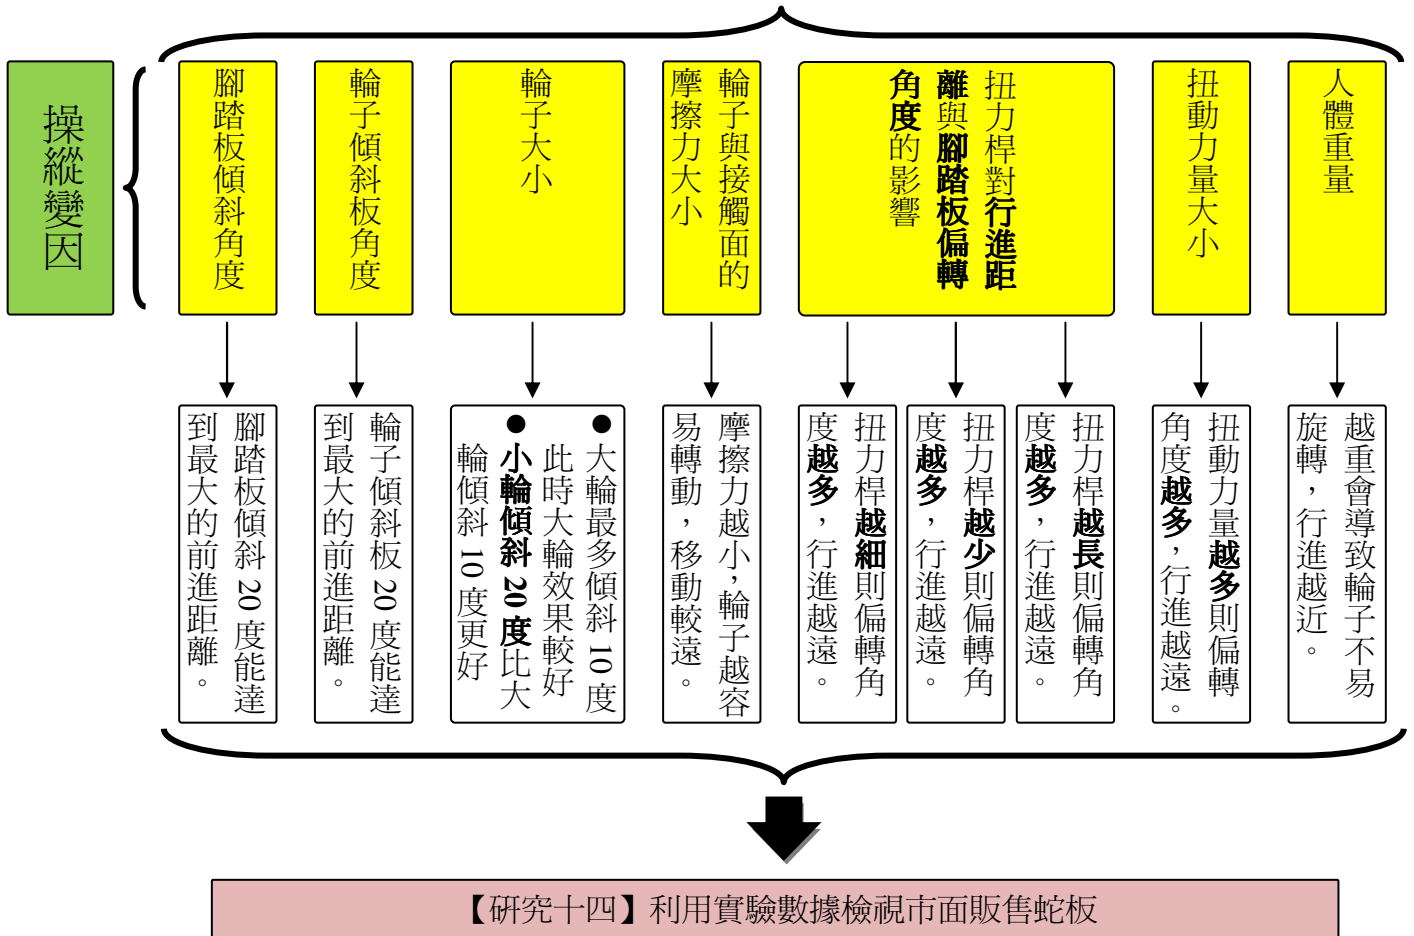 操縱變因
腳踏板傾斜角度
輪子傾斜板角度
輪子大小
輪子與接觸面的
摩擦力大小
扭力桿對行進距
離與腳踏板偏轉
角度的影響
扭動力量大小
人體重量
腳踏板傾斜 20 度能達
到最大的前進距離。
輪子傾斜板 20 度能達
到最大的前進距離。
● 大輪最多傾斜 10 度
此時大輪效果較好
● 小輪傾斜 20 度比大
輪傾斜 10 度更好
摩擦力越小,輪子越容
易轉動，移動較遠。
扭力桿越細則偏轉角
度越多，行進越遠。
扭力桿越少則偏轉角
度越多，行進越遠。
扭力桿越長則偏轉角
度越多，行進越遠。
扭動力量越多則偏轉
角度越多，行進越遠。
越重會導致輪子不易
旋轉，行進越近。
【研究十四】利用實驗數據檢視市面販售蛇板